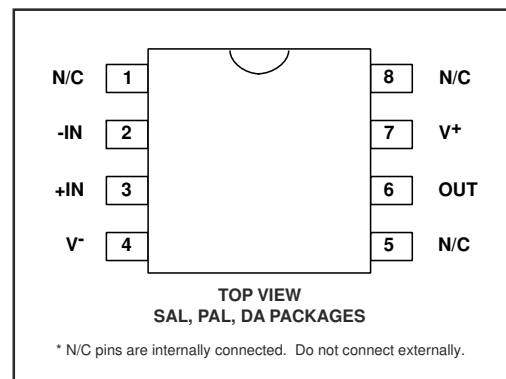 N/C 1 8 N/C
-IN 2 7 V+
+IN 3 6 OUT
V- 4 5 N/C
TOP VIEW
SAL, PAL, DA PACKAGES
* N/C pins are internally connected. Do not connect externally.